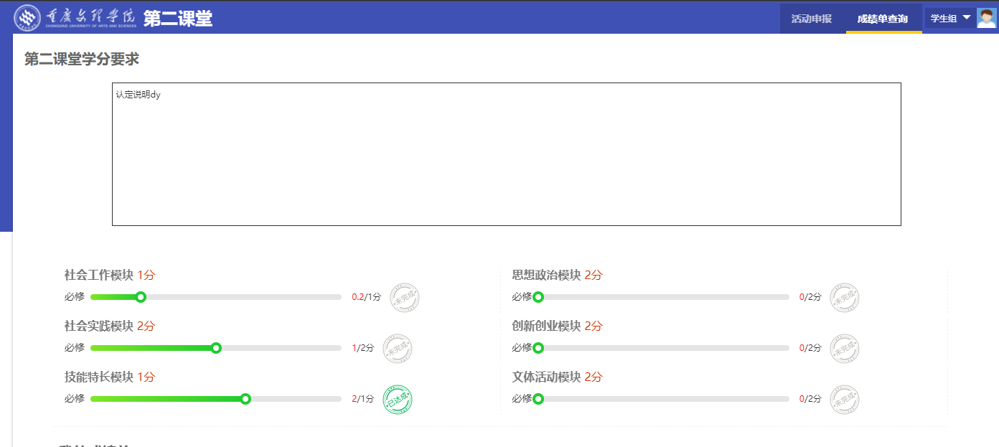 重庆文理学院 第二课堂 活动申报 成绩单查询 学生组
CHONGQING UNIVERSITY OF ARTS AND SCIENCES
第二课堂学分要求
认定说明dy
社会工作模块 1分
必修 0.2/1分 未完成
思想政治模块 2分
必修 0/2分 未完成
社会实践模块 2分
必修 1/2分 未完成
创新创业模块 2分
必修 0/2分 未完成
技能特长模块 1分
必修 2/1分 已达成
文体活动模块 2分
必修 0/2分 未完成